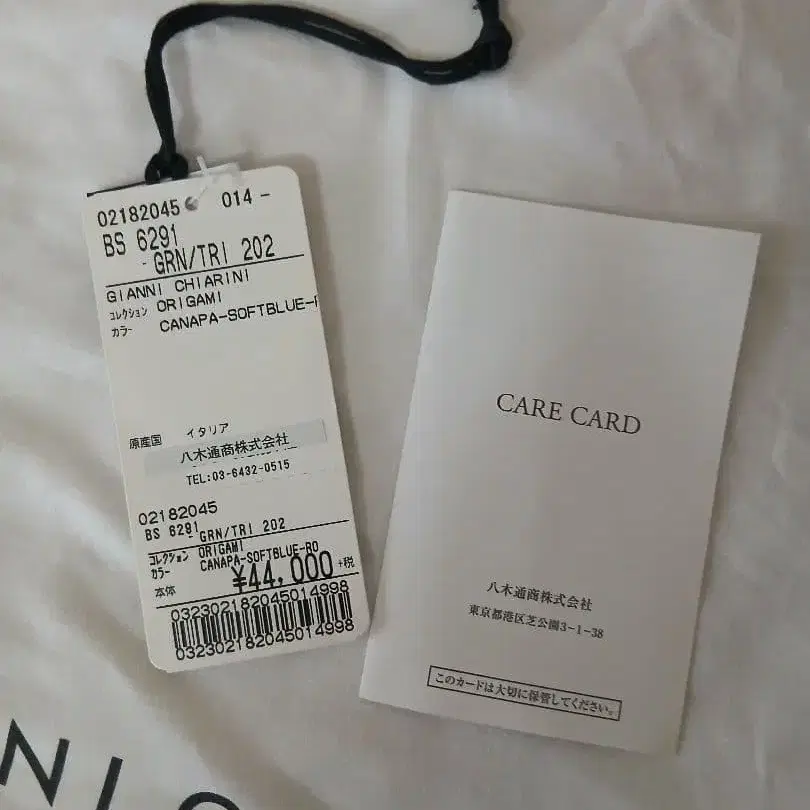 02182045 014 -
BS 6291
- GRN/TRI 202
GIANNI CHIARINI
コレクション ORIGAMI
カラー CANAPA-SOFTBLUE-R
原産国 イタリア
八木通商株式会社
TEL:03-6432-0515
02182045
BS 6291 - GRN/TRI 202
コレクション ORIGAMI
カラー CANAPA-SOFTBLUE-RO
本体 ¥44,000 +税
032302182045014998
032302182045014998
CARE CARD
八木通商株式会社
東京都港区芝公園3-1-38
このカードは大切に保管してください。